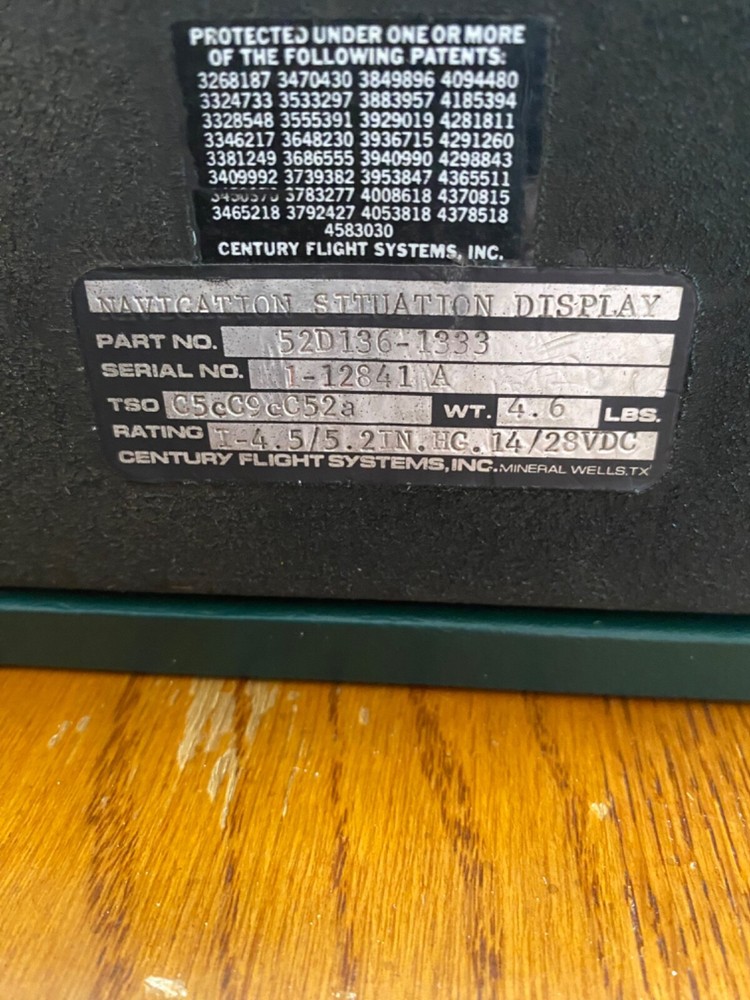 PROTECTED UNDER ONE OR MORE
OF THE FOLLOWING PATENTS:
3268187 3470430 3849896 4094480
3324733 3533297 3883957 4185394
3328548 3555391 3929019 4281811
3346217 3648230 3936715 4291260
3381249 3686555 3940990 4298843
3409992 3739382 3953847 4365511
3783277 4008618 4370815
3465218 3792427 4053818 4378518
4583030
CENTURY FLIGHT SYSTEMS, INC.
NAVIGATION SITUATION DISPLAY
PART NO. 52D136-1333
SERIAL NO. 1-12841 A
TSO C5cC9cC52a WT. 4.6 LBS.
RATING I-4.5/5.2IN.HG. 14/28VDC
CENTURY FLIGHT SYSTEMS, INC. MINERAL WELLS, TX